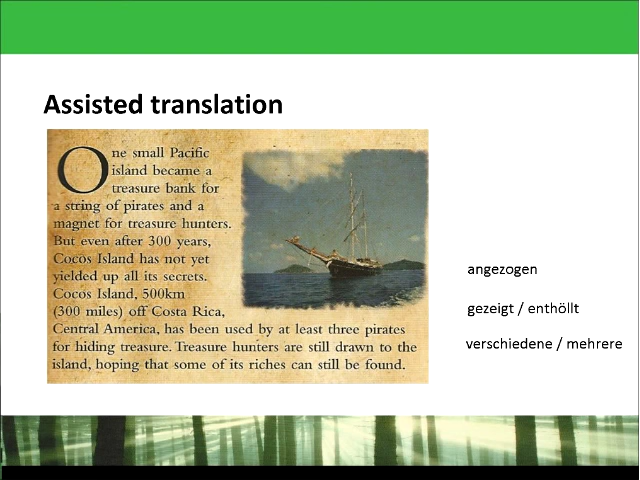 Assisted translation
One small Pacific
island became a
treasure bank for
a string of pirates and a
magnet for treasure hunters.
But even after 300 years,
Cocos Island has not yet
yielded up all its secrets.
Cocos Island, 500km
(300 miles) off Costa Rica,
Central America, has been used by at least three pirates
for hiding treasure. Treasure hunters are still drawn to the
island, hoping that some of its riches can still be found.
angezogen
gezeigt / enthöllt
verschiedene / mehrere